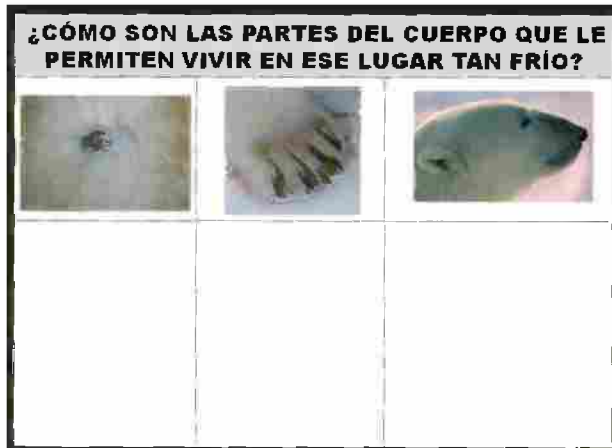 ¿CÓMO SON LAS PARTES DEL CUERPO QUE LE
PERMITEN VIVIR EN ESE LUGAR TAN FRÍO?